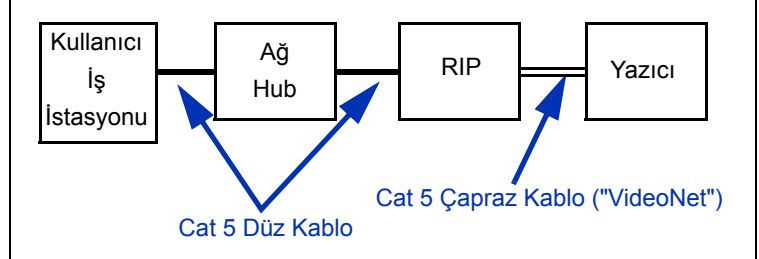 Kullanıcı
İş
İstasyonu
Ağ
Hub
RIP
Yazıcı
Cat 5 Çapraz Kablo ("VideoNet")
Cat 5 Düz Kablo